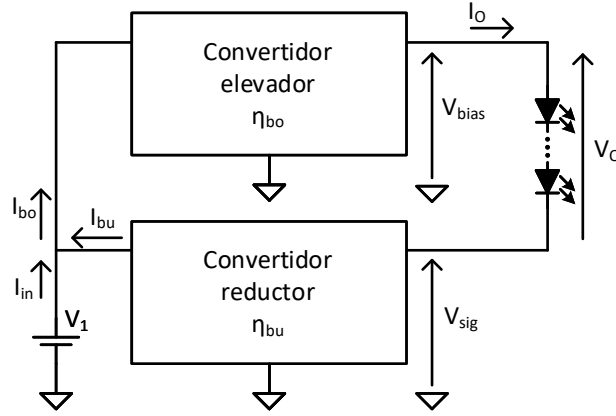 I_O
Convertidor
elevador
η_bo
V_bias
V_O
I_bo
I_bu
Convertidor
reductor
η_bu
I_in
V_1
V_sig